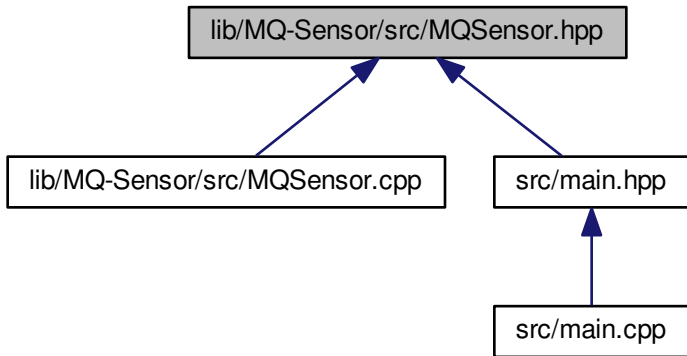 lib/MQ-Sensor/src/MQSensor.hpp
lib/MQ-Sensor/src/MQSensor.cpp
src/main.hpp
src/main.cpp